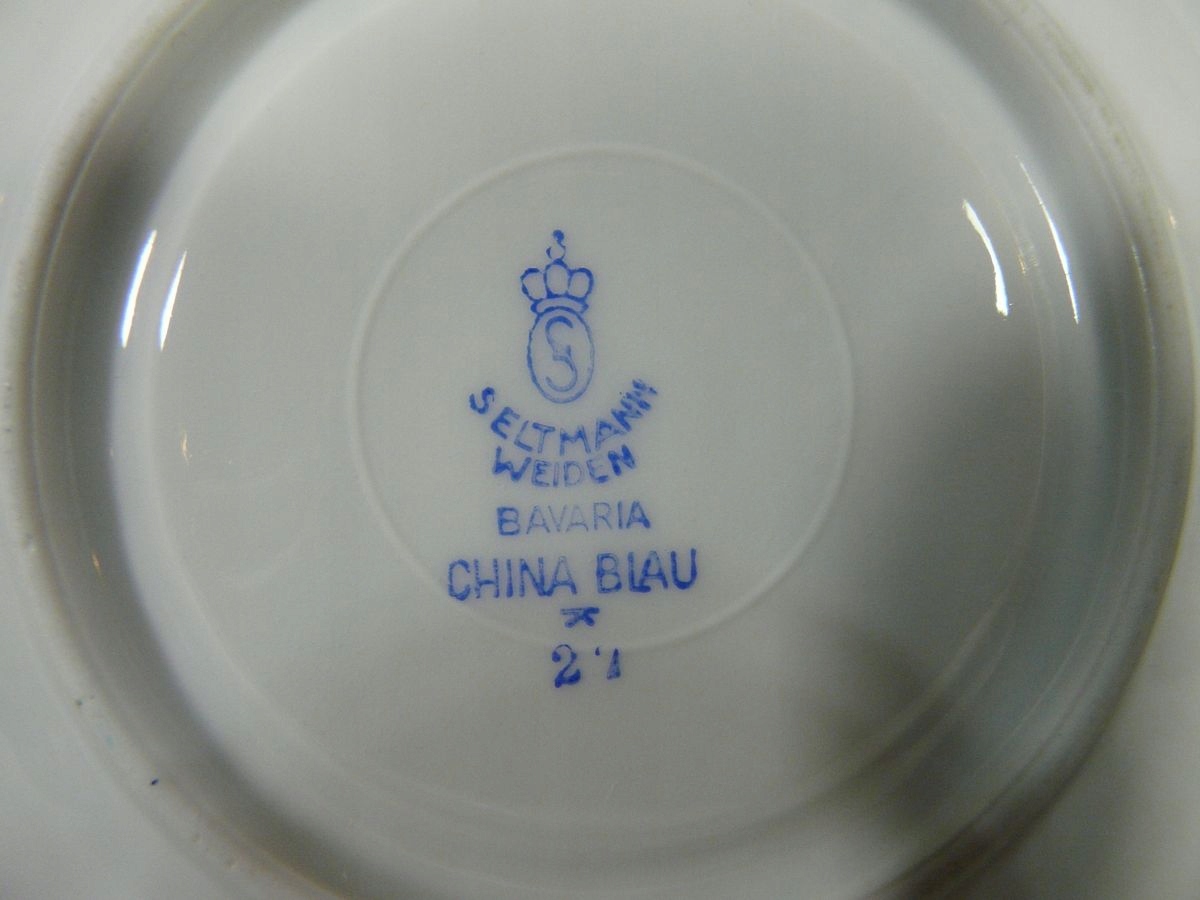 S
SELTMANN
WEIDEN
BAVARIA
CHINA BLAU
K